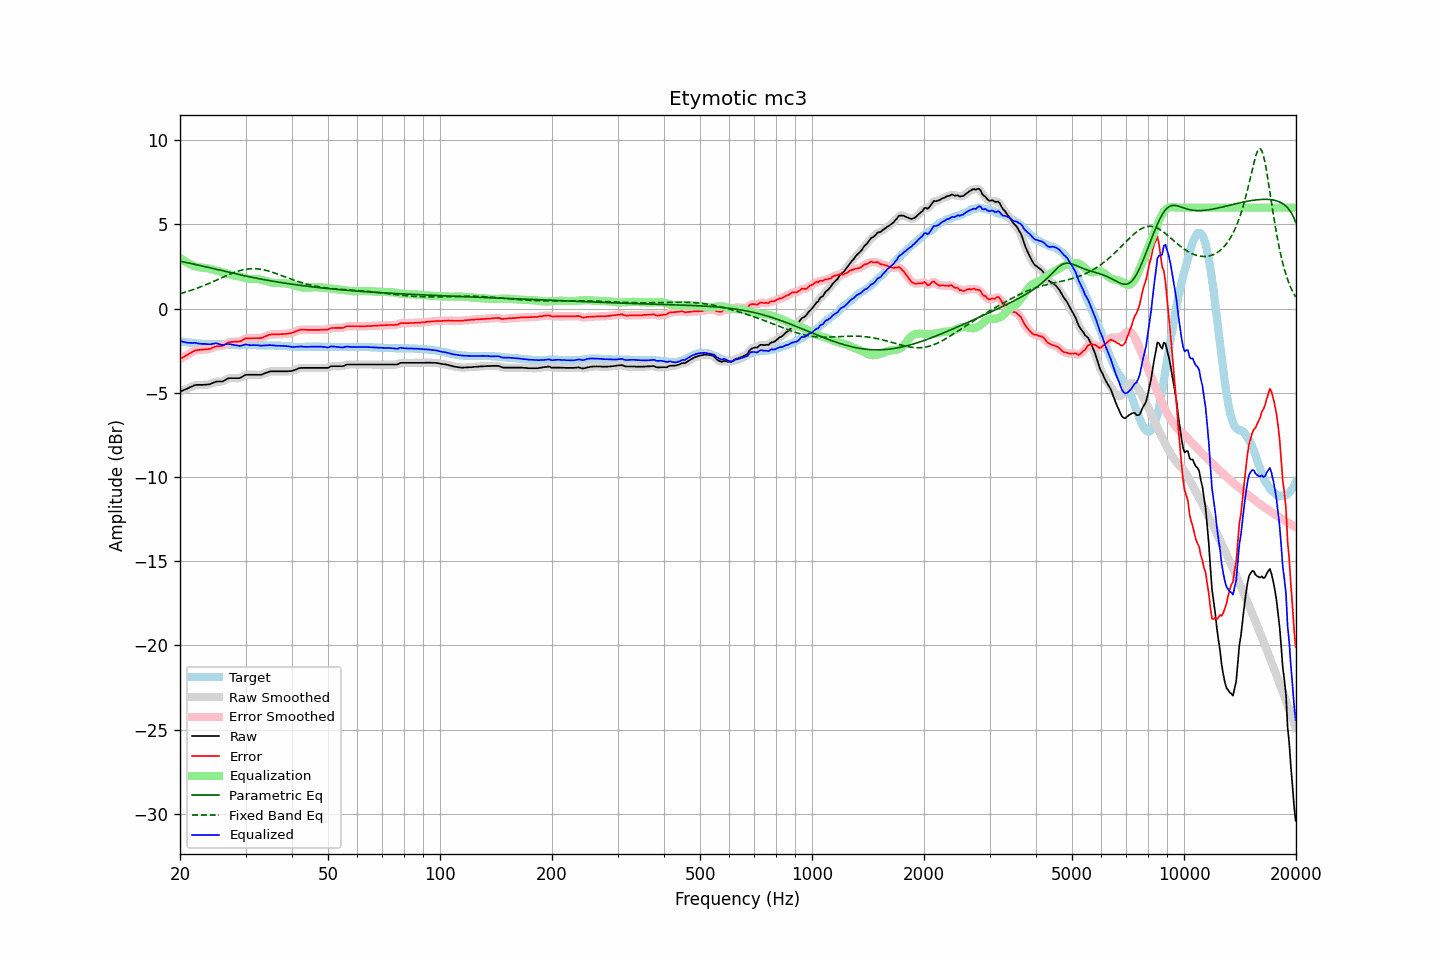 Etymotic mc3
10
5
0
−5
−10
−15
−20
−25
−30
Amplitude (dBr)
Target
Raw Smoothed
Error Smoothed
Raw
Error
Equalization
Parametric Eq
Fixed Band Eq
Equalized
20 50 100 200 500 1000 2000 5000 10000 20000
Frequency (Hz)